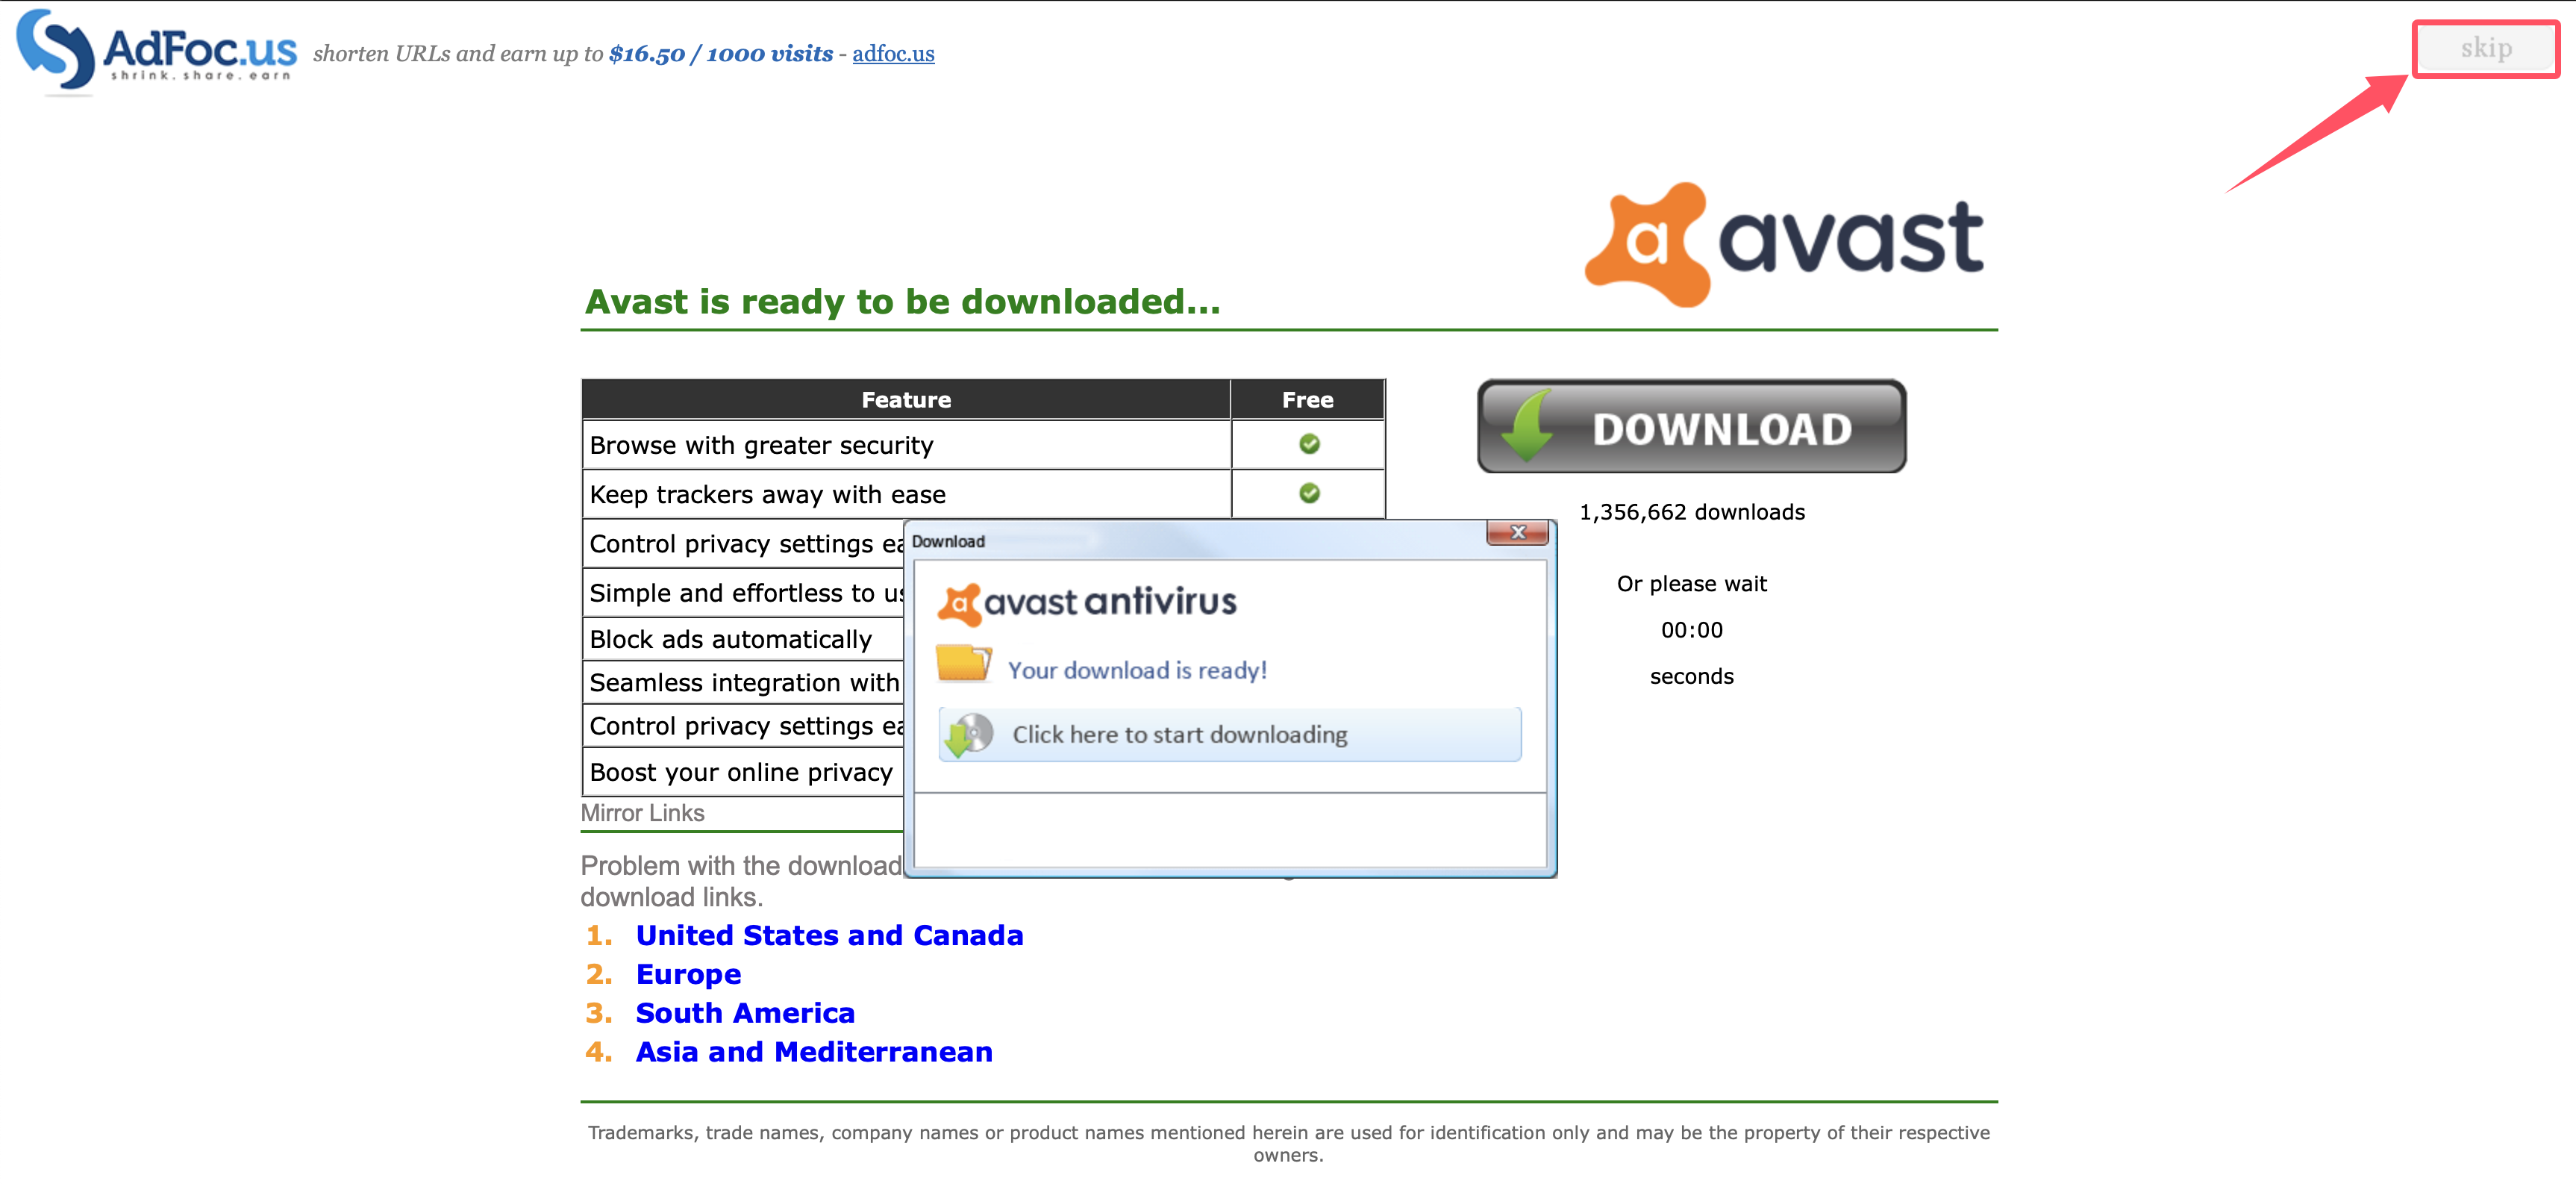 AdFoc.us
shrink.share.earn
shorten URLs and earn up to $16.50 / 1000 visits - adfoc.us
skip
a avast
Avast is ready to be downloaded...
Feature Free
Browse with greater security
Keep trackers away with ease
Control privacy settings ea
Simple and effortless to us
Block ads automatically
Seamless integration with
Control privacy settings ea
Boost your online privacy
DOWNLOAD
1,356,662 downloads
Or please wait
00:00
seconds
Download
a avast antivirus
Your download is ready!
Click here to start downloading
Mirror Links
Problem with the download
download links.
1. United States and Canada
2. Europe
3. South America
4. Asia and Mediterranean
Trademarks, trade names, company names or product names mentioned herein are used for identification only and may be the property of their respective
owners.